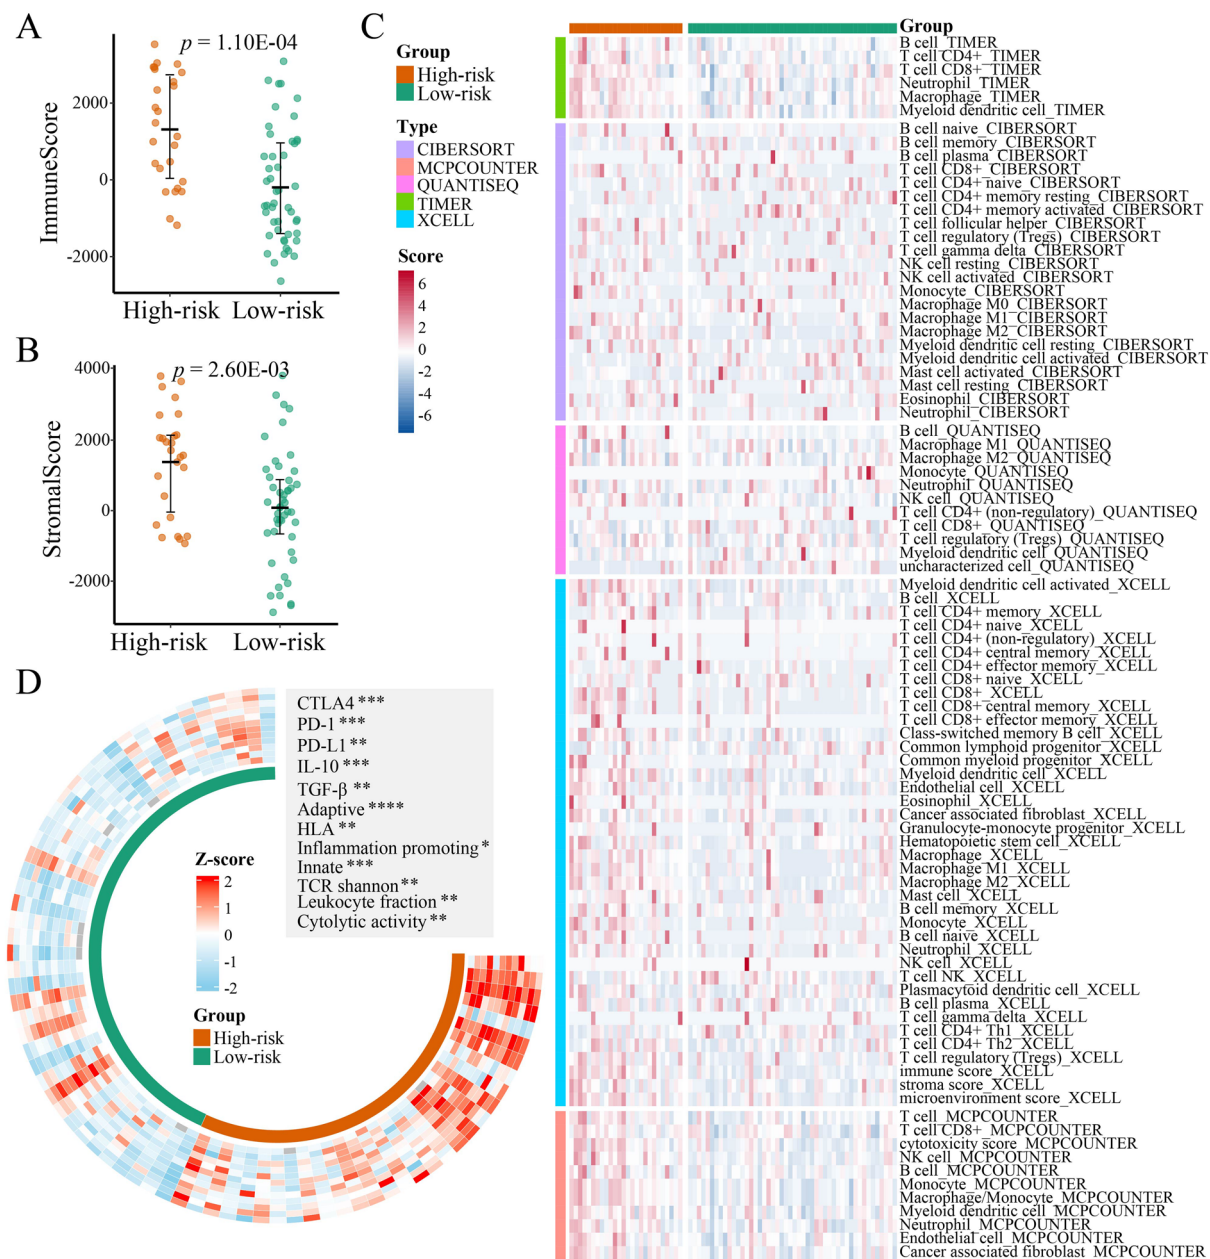 A
p = 1.10E-04
ImmuneScore
2000
0
-2000
High-risk
Low-risk
B
p = 2.60E-03
StromalScore
4000
2000
0
-2000
High-risk
Low-risk
C
Group
High-risk
Low-risk
Type
CIBERSORT
MCPCOUNTER
QUANTISEQ
TIMER
XCELL
Score
6
4
2
0
-2
-4
-6
Group
B cell_TIMER
T cell CD4+_TIMER
T cell CD8+_TIMER
Neutrophil_TIMER
Macrophage_TIMER
Myeloid dendritic cell_TIMER
B cell naive_CIBERSORT
B cell memory_CIBERSORT
B cell plasma_CIBERSORT
T cell CD8+_CIBERSORT
T cell CD4+ naive_CIBERSORT
T cell CD4+ memory resting_CIBERSORT
T cell CD4+ memory activated_CIBERSORT
T cell follicular helper_CIBERSORT
T cell regulatory (Tregs)_CIBERSORT
T cell gamma delta_CIBERSORT
NK cell resting_CIBERSORT
NK cell activated_CIBERSORT
Monocyte_CIBERSORT
Macrophage M0_CIBERSORT
Macrophage M1_CIBERSORT
Macrophage M2_CIBERSORT
Myeloid dendritic cell resting_CIBERSORT
Myeloid dendritic cell activated_CIBERSORT
Mast cell activated_CIBERSORT
Mast cell resting_CIBERSORT
Eosinophil_CIBERSORT
Neutrophil_CIBERSORT
B cell_QUANTISEQ
Macrophage M1_QUANTISEQ
Macrophage M2_QUANTISEQ
Monocyte_QUANTISEQ
Neutrophil_QUANTISEQ
NK cell_QUANTISEQ
T cell CD4+ (non-regulatory)_QUANTISEQ
T cell CD8+_QUANTISEQ
T cell regulatory (Tregs)_QUANTISEQ
Myeloid dendritic cell_QUANTISEQ
uncharacterized cell_QUANTISEQ
Myeloid dendritic cell activated_XCELL
B cell_XCELL
T cell CD4+ memory_XCELL
T cell CD4+ naive_XCELL
T cell CD4+ (non-regulatory)_XCELL
T cell CD4+ central memory_XCELL
T cell CD4+ effector memory_XCELL
T cell CD8+ naive_XCELL
T cell CD8+_XCELL
T cell CD8+ central memory_XCELL
T cell CD8+ effector memory_XCELL
Class-switched memory B cell_XCELL
Common lymphoid progenitor_XCELL
Common myeloid progenitor_XCELL
Myeloid dendritic cell_XCELL
Endothelial cell_XCELL
Eosinophil_XCELL
Cancer associated fibroblast_XCELL
Granulocyte-monocyte progenitor_XCELL
Hematopoietic stem cell_XCELL
Macrophage_XCELL
Macrophage M1_XCELL
Macrophage M2_XCELL
Mast cell_XCELL
B cell memory_XCELL
Monocyte_XCELL
B cell naive_XCELL
Neutrophil_XCELL
NK cell_XCELL
T cell NK_XCELL
Plasmacytoid dendritic cell_XCELL
B cell plasma_XCELL
T cell gamma delta_XCELL
T cell CD4+ Th1_XCELL
T cell CD4+ Th2_XCELL
T cell regulatory (Tregs)_XCELL
immune score_XCELL
stroma score_XCELL
microenvironment score_XCELL
T cell_MCPCOUNTER
T cell CD8+_MCPCOUNTER
cytotoxicity score_MCPCOUNTER
NK cell_MCPCOUNTER
B cell_MCPCOUNTER
Monocyte_MCPCOUNTER
Macrophage/Monocyte_MCPCOUNTER
Myeloid dendritic cell_MCPCOUNTER
Neutrophil_MCPCOUNTER
Endothelial cell_MCPCOUNTER
Cancer associated fibroblast_MCPCOUNTER
D
CTLA4 ***
PD-1 ***
PD-L1 **
IL-10 ***
TGF-β **
Adaptive ****
HLA **
Inflammation promoting *
Innate ***
TCR shannon **
Leukocyte fraction **
Cytolytic activity **
Z-score
2
1
0
-1
-2
Group
High-risk
Low-risk